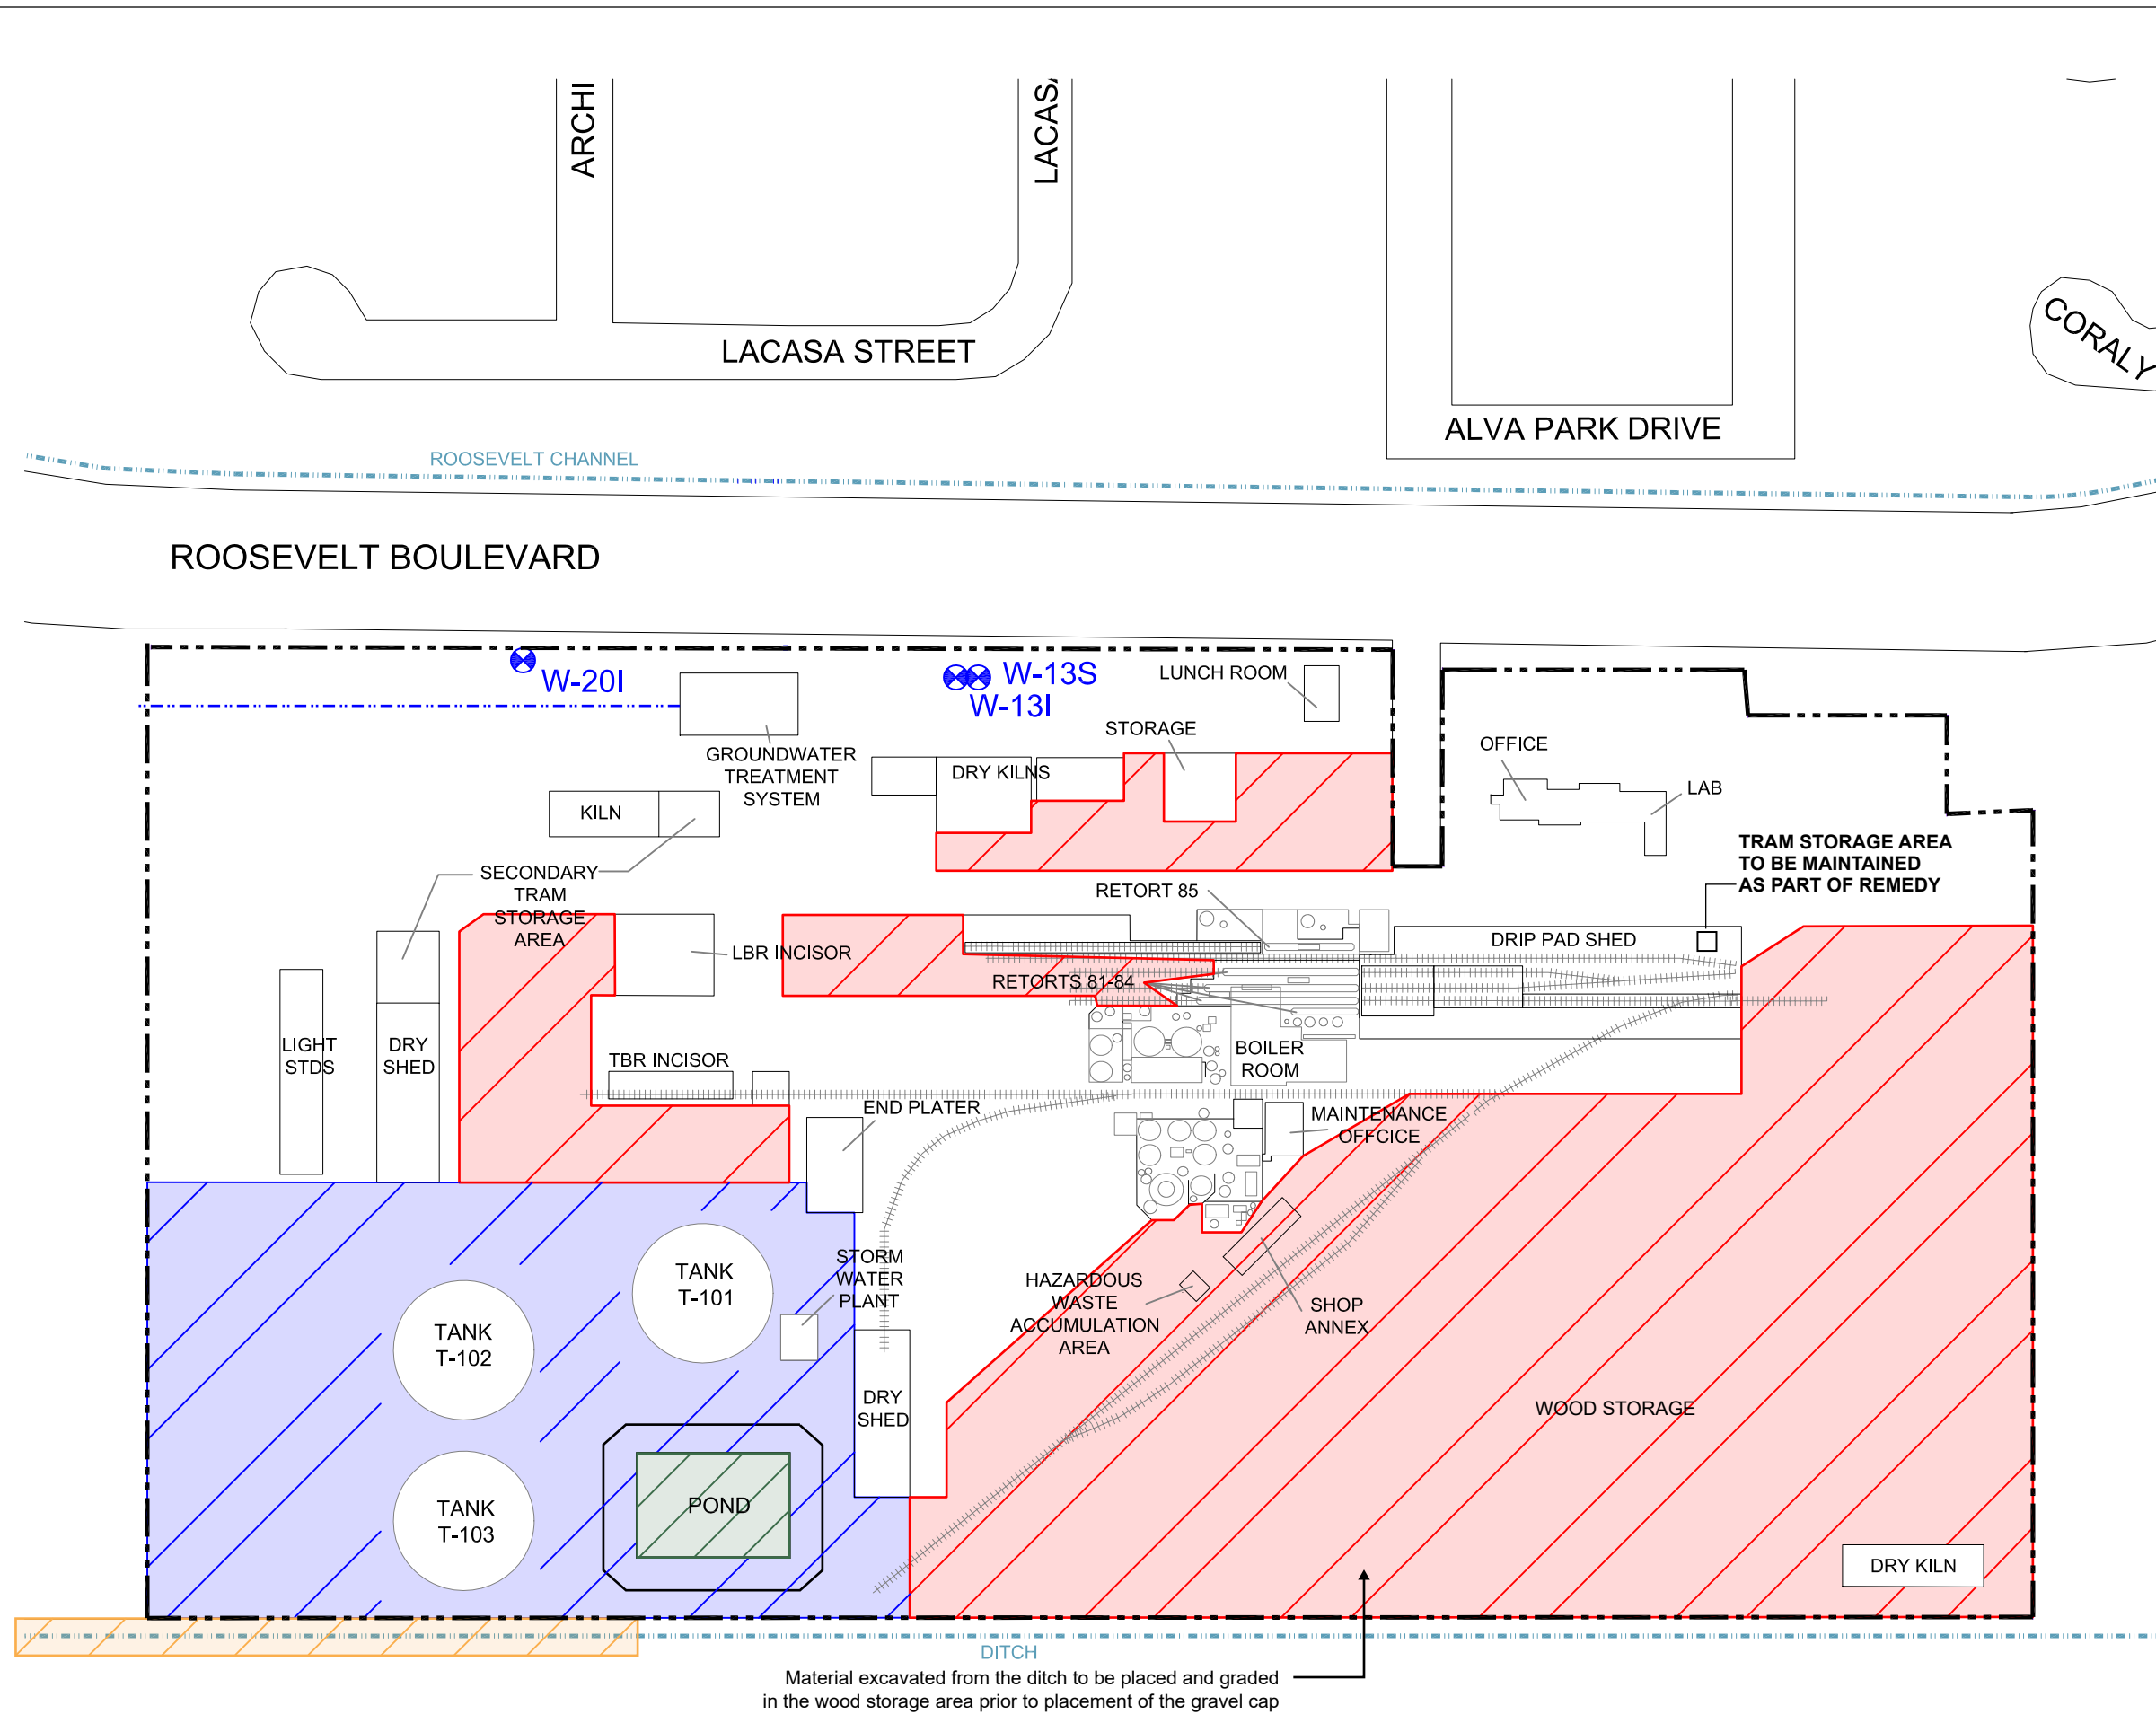 ARCHI
LACASA
LACASA STREET
CORALY
ALVA PARK DRIVE
ROOSEVELT CHANNEL
ROOSEVELT BOULEVARD
W-20I
W-13S
W-13I
LUNCH ROOM
STORAGE
GROUNDWATER
TREATMENT
SYSTEM
DRY KILNS
OFFICE
LAB
KILN
TRAM STORAGE AREA
TO BE MAINTAINED
AS PART OF REMEDY
SECONDARY
TRAM
STORAGE
AREA
RETORT 85
LBR INCISOR
DRIP PAD SHED
RETORTS 81-84
LIGHT
STDS
DRY
SHED
TBR INCISOR
BOILER
ROOM
END PLATER
MAINTENANCE
OFFCICE
STORM
WATER
PLANT
TANK
T-101
TANK
T-102
HAZARDOUS
WASTE
ACCUMULATION
AREA
SHOP
ANNEX
DRY
SHED
WOOD STORAGE
POND
TANK
T-103
DRY KILN
DITCH
Material excavated from the ditch to be placed and graded
in the wood storage area prior to placement of the gravel cap